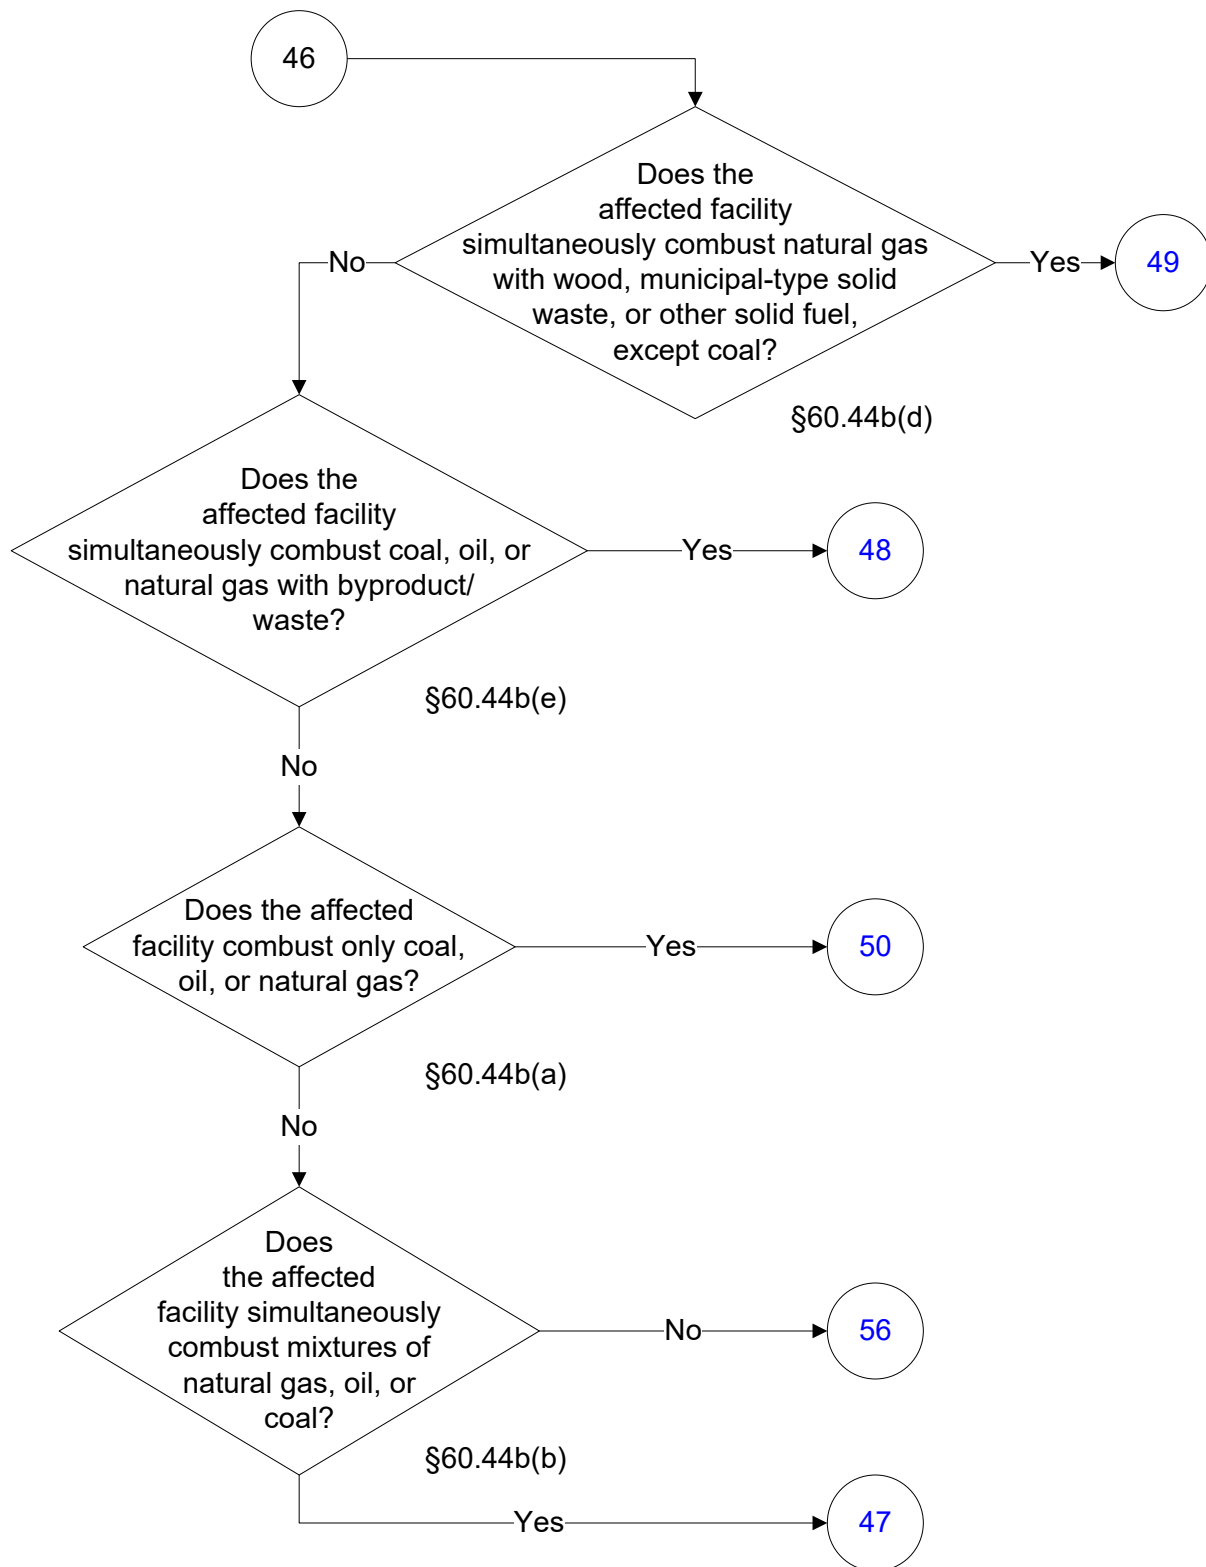 46
Does the
affected facility
simultaneously combust natural gas
with wood, municipal-type solid
waste, or other solid fuel,
except coal?
No
Yes
49
§60.44b(d)
Does the
affected facility
simultaneously combust coal, oil, or
natural gas with byproduct/
waste?
Yes
48
§60.44b(e)
No
Does the affected
facility combust only coal,
oil, or natural gas?
Yes
50
§60.44b(a)
No
Does
the affected
facility simultaneously
combust mixtures of
natural gas, oil, or
coal?
No
56
§60.44b(b)
Yes
47